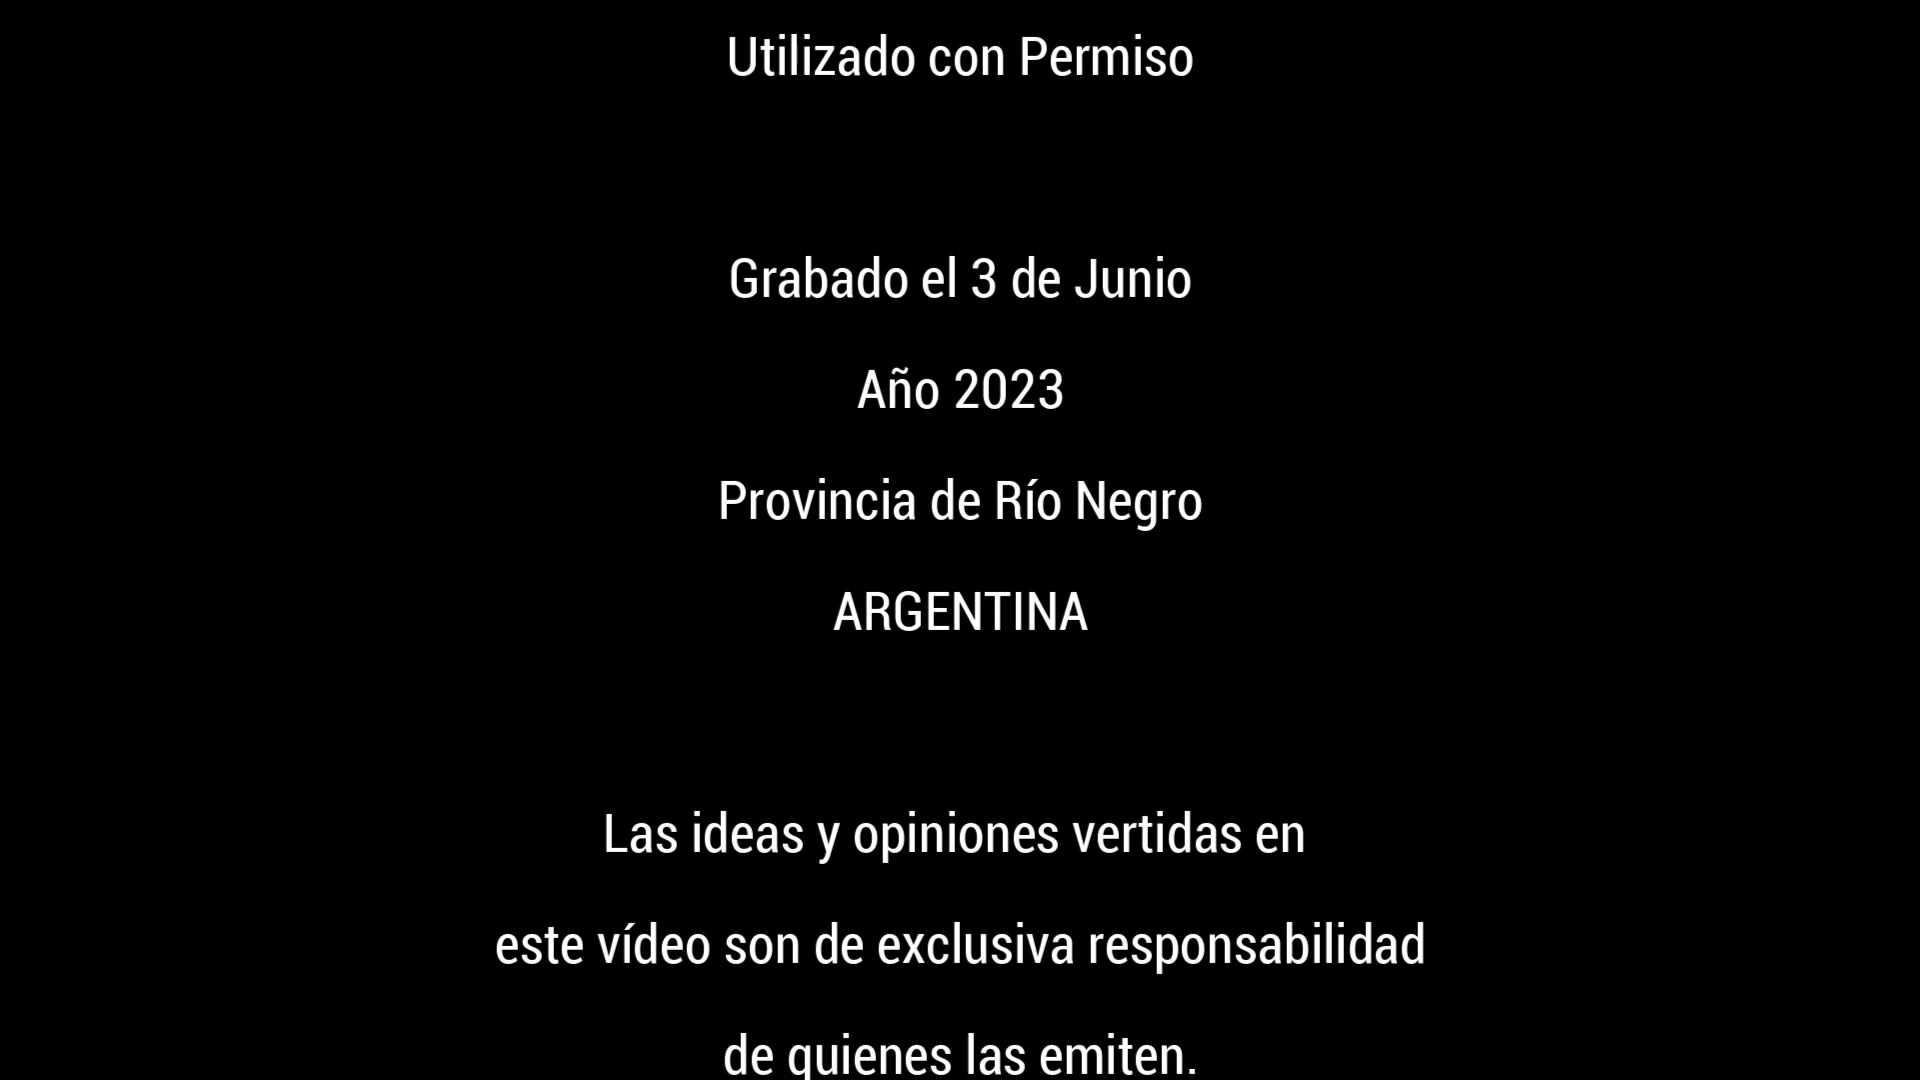 Utilizado con Permiso
Grabado el 3 de Junio
Año 2023
Provincia de Río Negro
ARGENTINA
Las ideas y opiniones vertidas en
este vídeo son de exclusiva responsabilidad
de quienes las emiten.